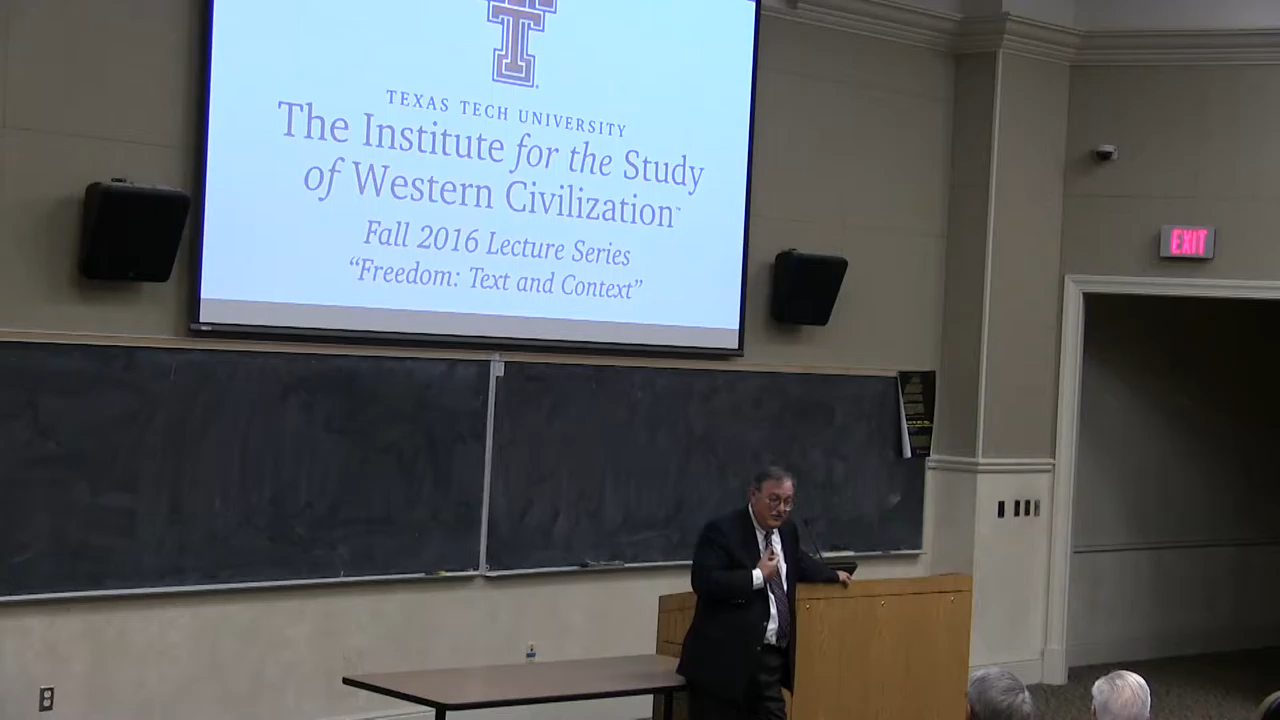 TEXAS TECH UNIVERSITY
The Institute for the Study
of Western Civilization™
Fall 2016 Lecture Series
“Freedom: Text and Context”
EXIT